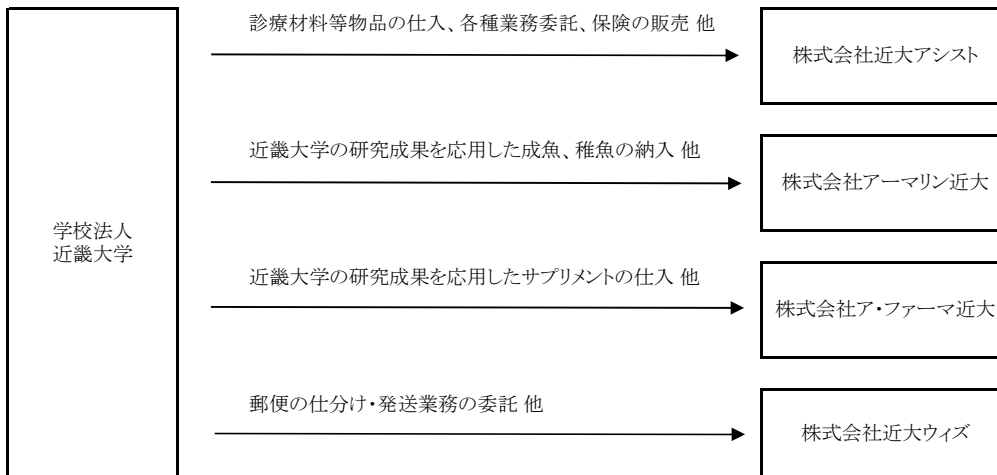 診療材料等物品の仕入、各種業務委託、保険の販売 他
株式会社近大アシスト
近畿大学の研究成果を応用した成魚、稚魚の納入 他
株式会社アーマリン近大
学校法人
近畿大学
近畿大学の研究成果を応用したサプリメントの仕入 他
株式会社ア・ファーマ近大
郵便の仕分け・発送業務の委託 他
株式会社近大ウィズ